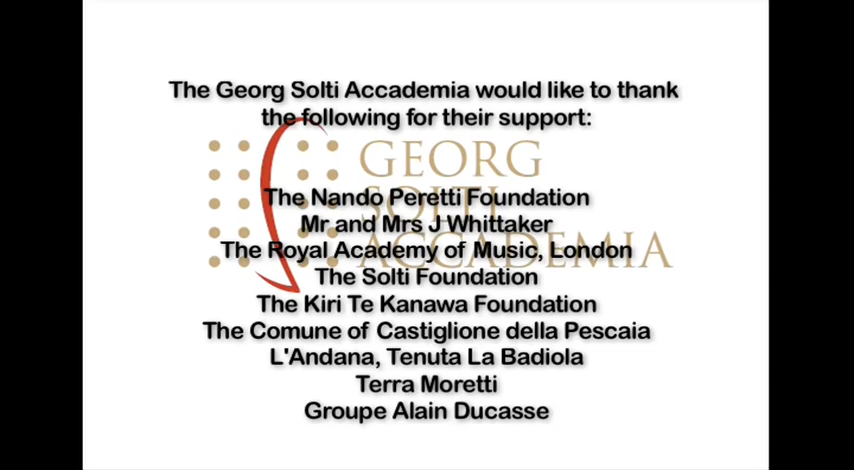 The Georg Solti Accademia would like to thank
the following for their support:
GEORG
SOLTI
ACCADEMIA
The Nando Peretti Foundation
Mr and Mrs J Whittaker
The Royal Academy of Music, London
The Solti Foundation
The Kiri Te Kanawa Foundation
The Comune of Castiglione della Pescaia
L'Andana, Tenuta La Badiola
Terra Moretti
Groupe Alain Ducasse